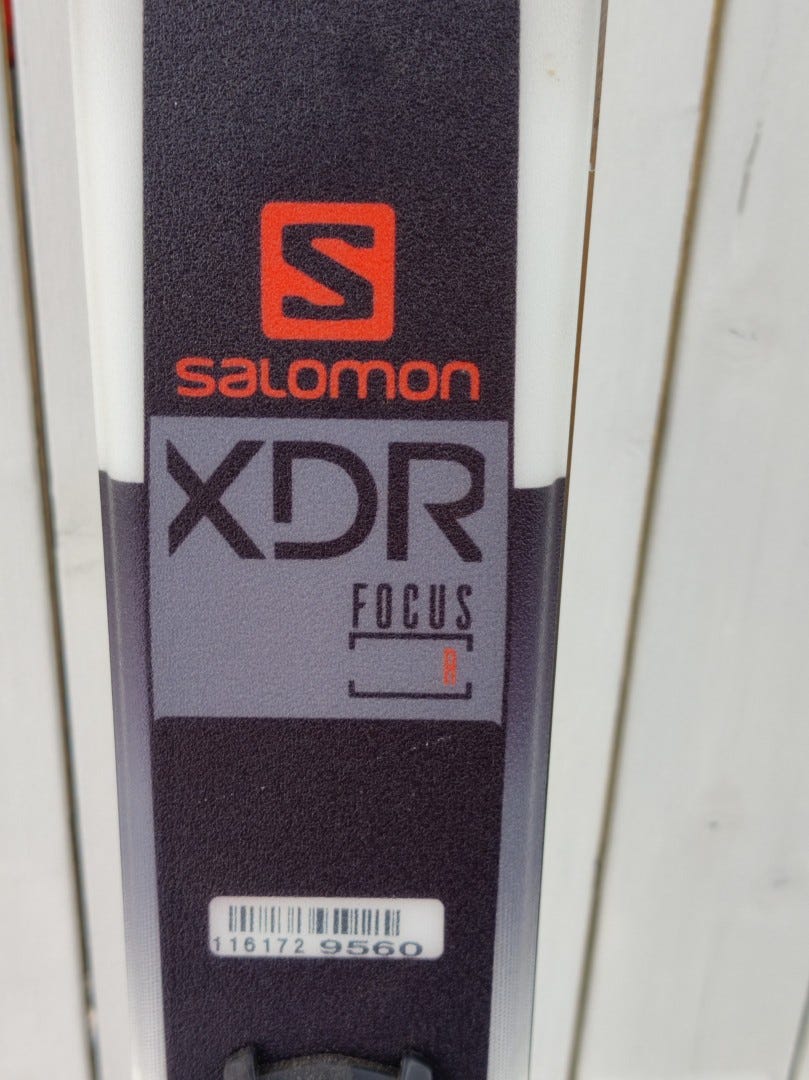 S
salomon
XDR
FOCUS
116172 9560